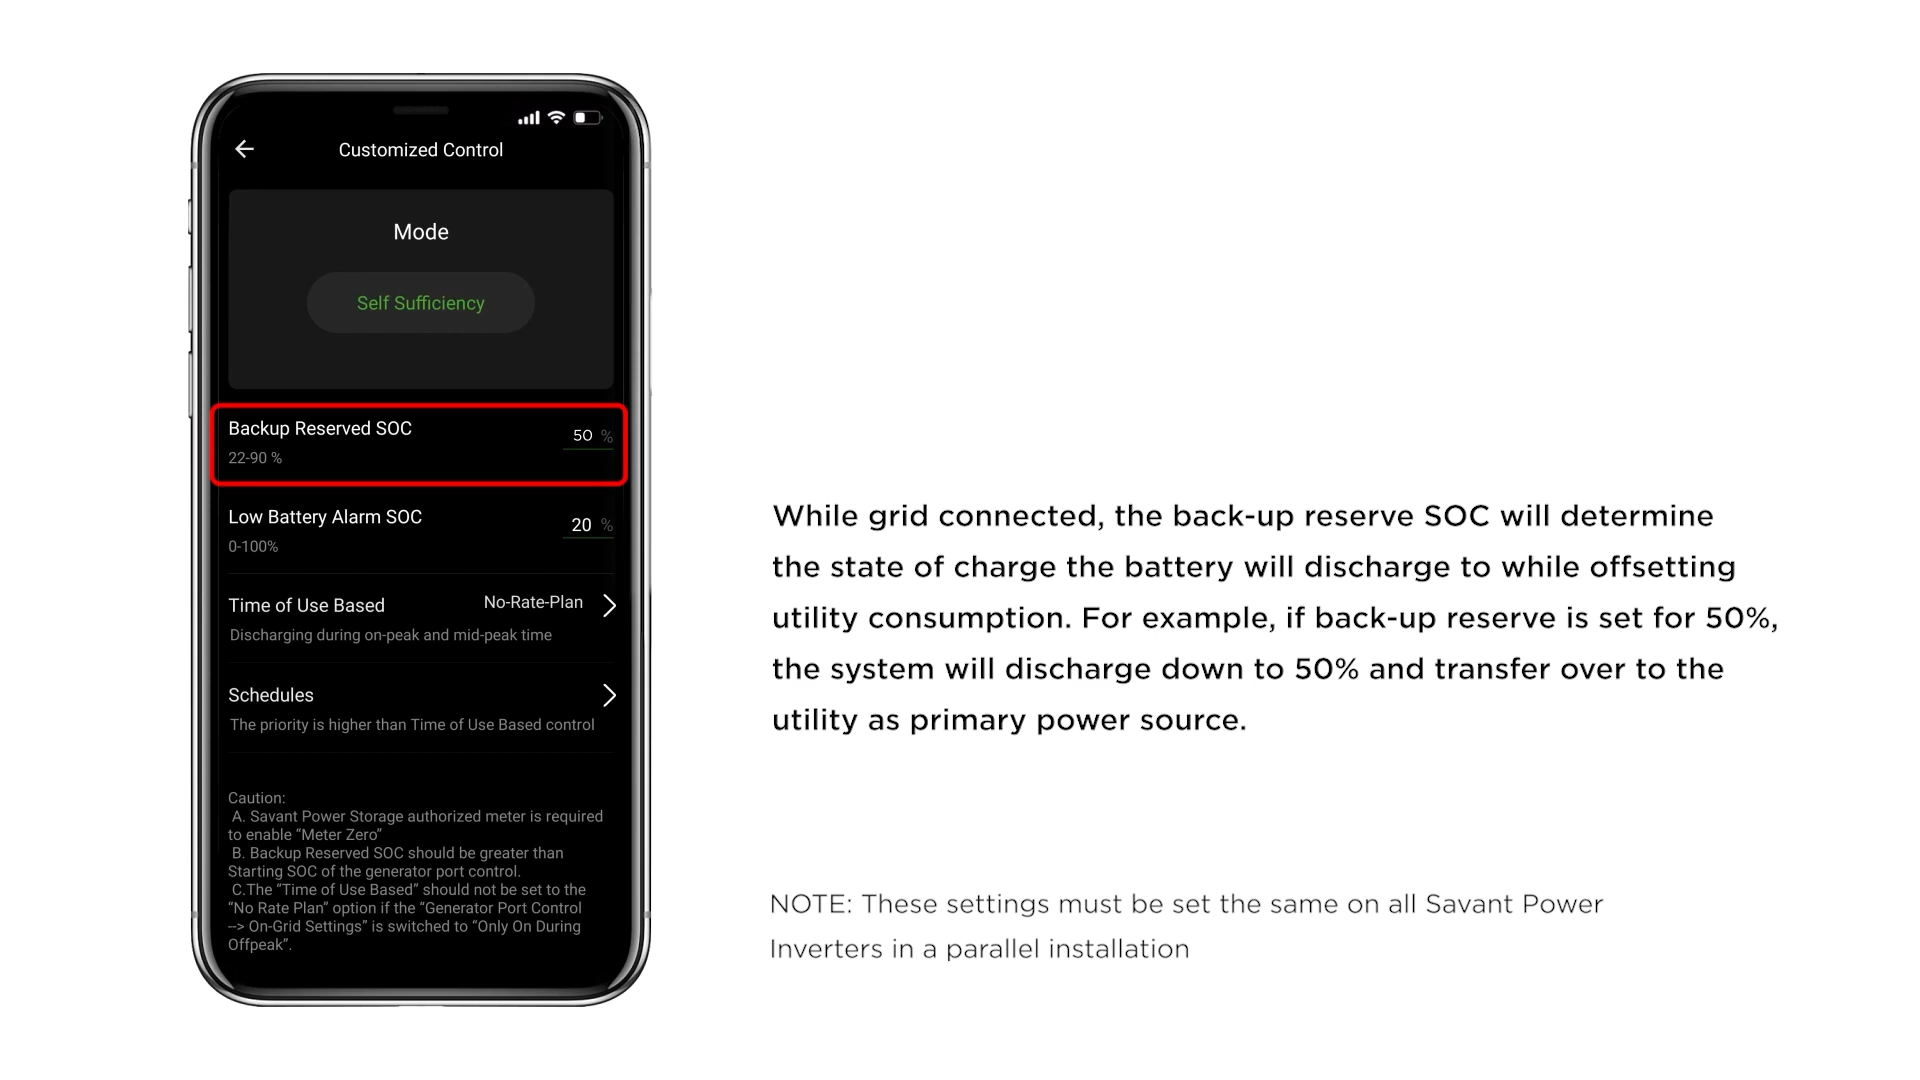 Customized Control
Mode
Self Sufficiency
Backup Reserved SOC
50 %
22-90 %
Low Battery Alarm SOC
20 %
0-100%
Time of Use Based
No-Rate-Plan
Discharging during on-peak and mid-peak time
Schedules
The priority is higher than Time of Use Based control
Caution:
A. Savant Power Storage authorized meter is required
to enable “Meter Zero”
B. Backup Reserved SOC should be greater than
Starting SOC of the generator port control.
C.The “Time of Use Based” should not be set to the
“No Rate Plan” option if the “Generator Port Control
--> On-Grid Settings” is switched to “Only On During
Offpeak”.
While grid connected, the back-up reserve SOC will determine
the state of charge the battery will discharge to while offsetting
utility consumption. For example, if back-up reserve is set for 50%,
the system will discharge down to 50% and transfer over to the
utility as primary power source.
NOTE: These settings must be set the same on all Savant Power
Inverters in a parallel installation